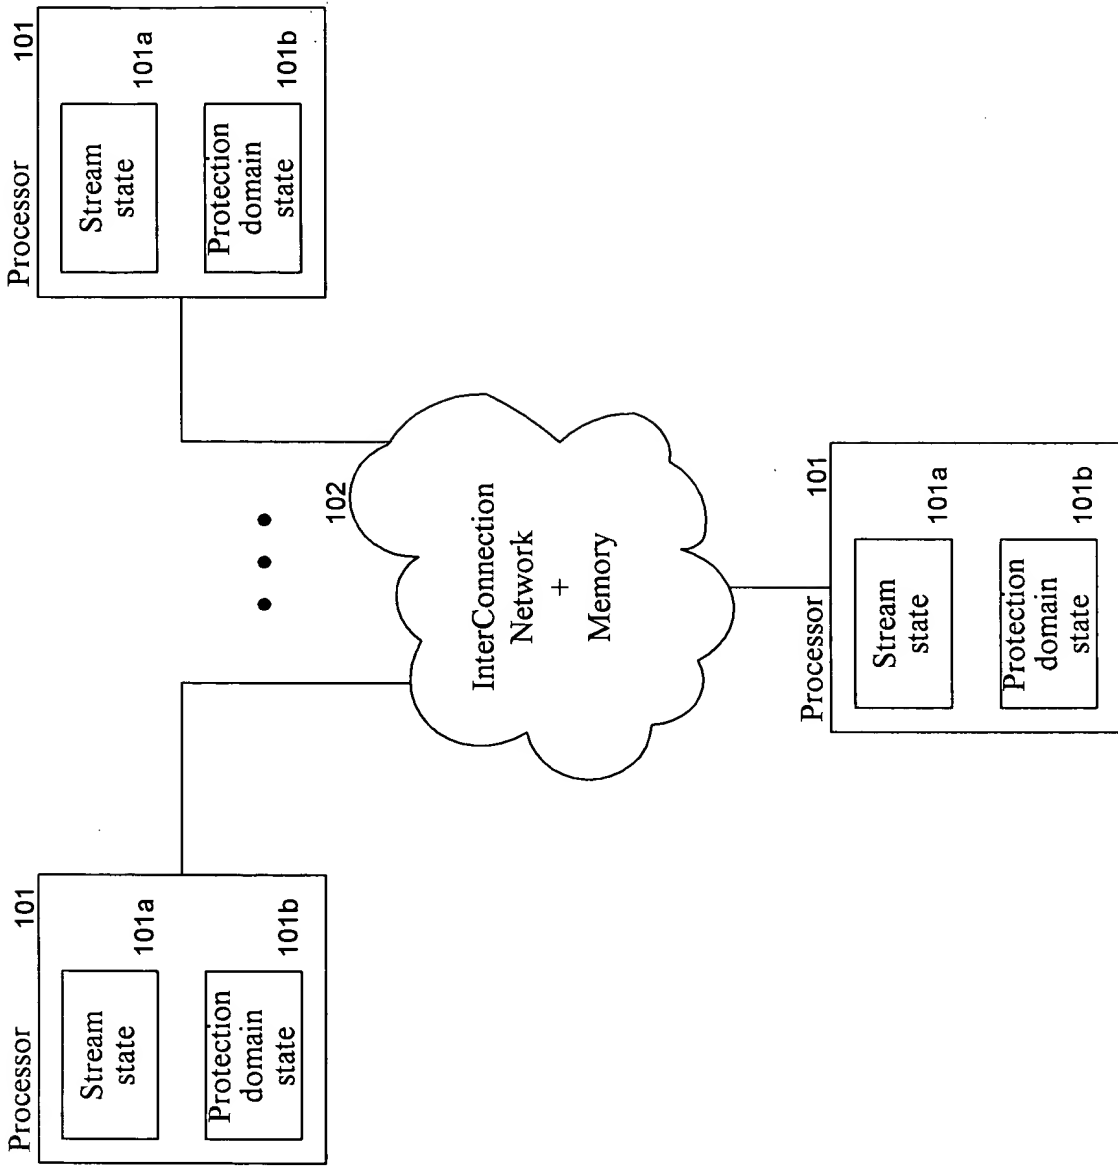 Processor 101
Stream
state
101a
Protection
domain
state
101b
Processor 101
Stream
state
101a
Protection
domain
state
101b
102
InterConnection
Network
+
Memory
Processor 101
Stream
state
101a
Protection
domain
state
101b